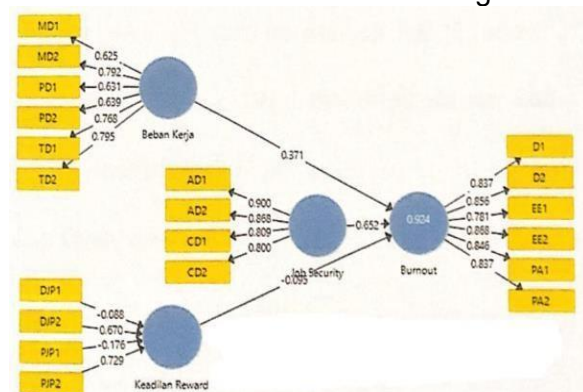 MD1
MD2
PD1
PD2
TD1
TD2
0.625
0.792
0.631
0.639
0.768
0.795
Beban Kerja
0.371
AD1
AD2
CD1
CD2
0.900
0.868
0.809
0.800
Job Security
0.652
0.924
Burnout
0.837
0.856
0.781
0.868
0.846
0.837
D1
D2
EE1
EE2
PA1
PA2
-0.095
DJP1
DJP2
PJP1
PJP2
-0.088
0.670
-0.176
0.729
Keadilan Reward